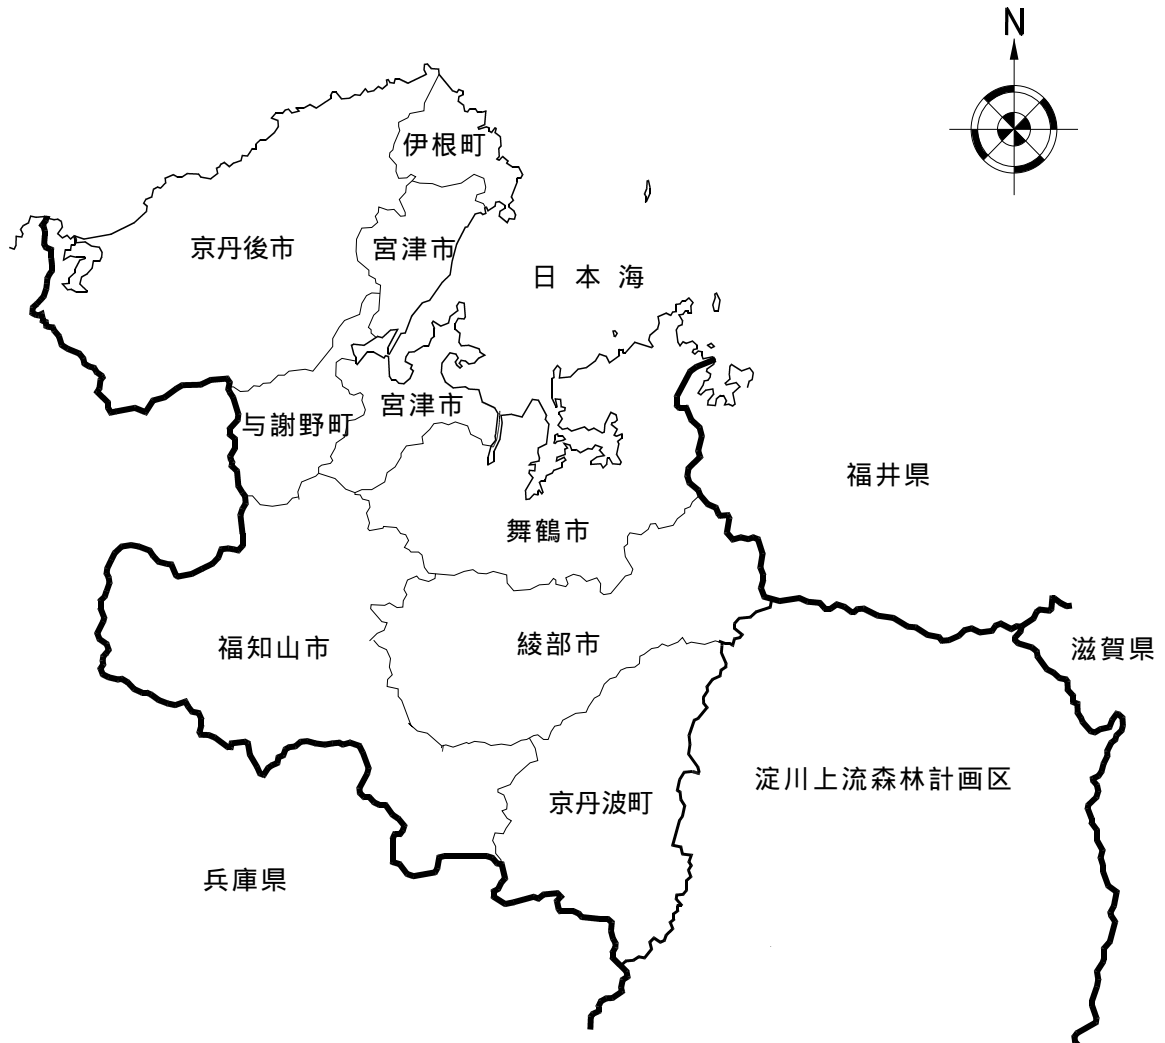 N
伊根町
京丹後市
宮津市
日本海
宮津市
与謝野町
福井県
舞鶴市
福知山市
綾部市
滋賀県
淀川上流森林計画区
京丹波町
兵庫県